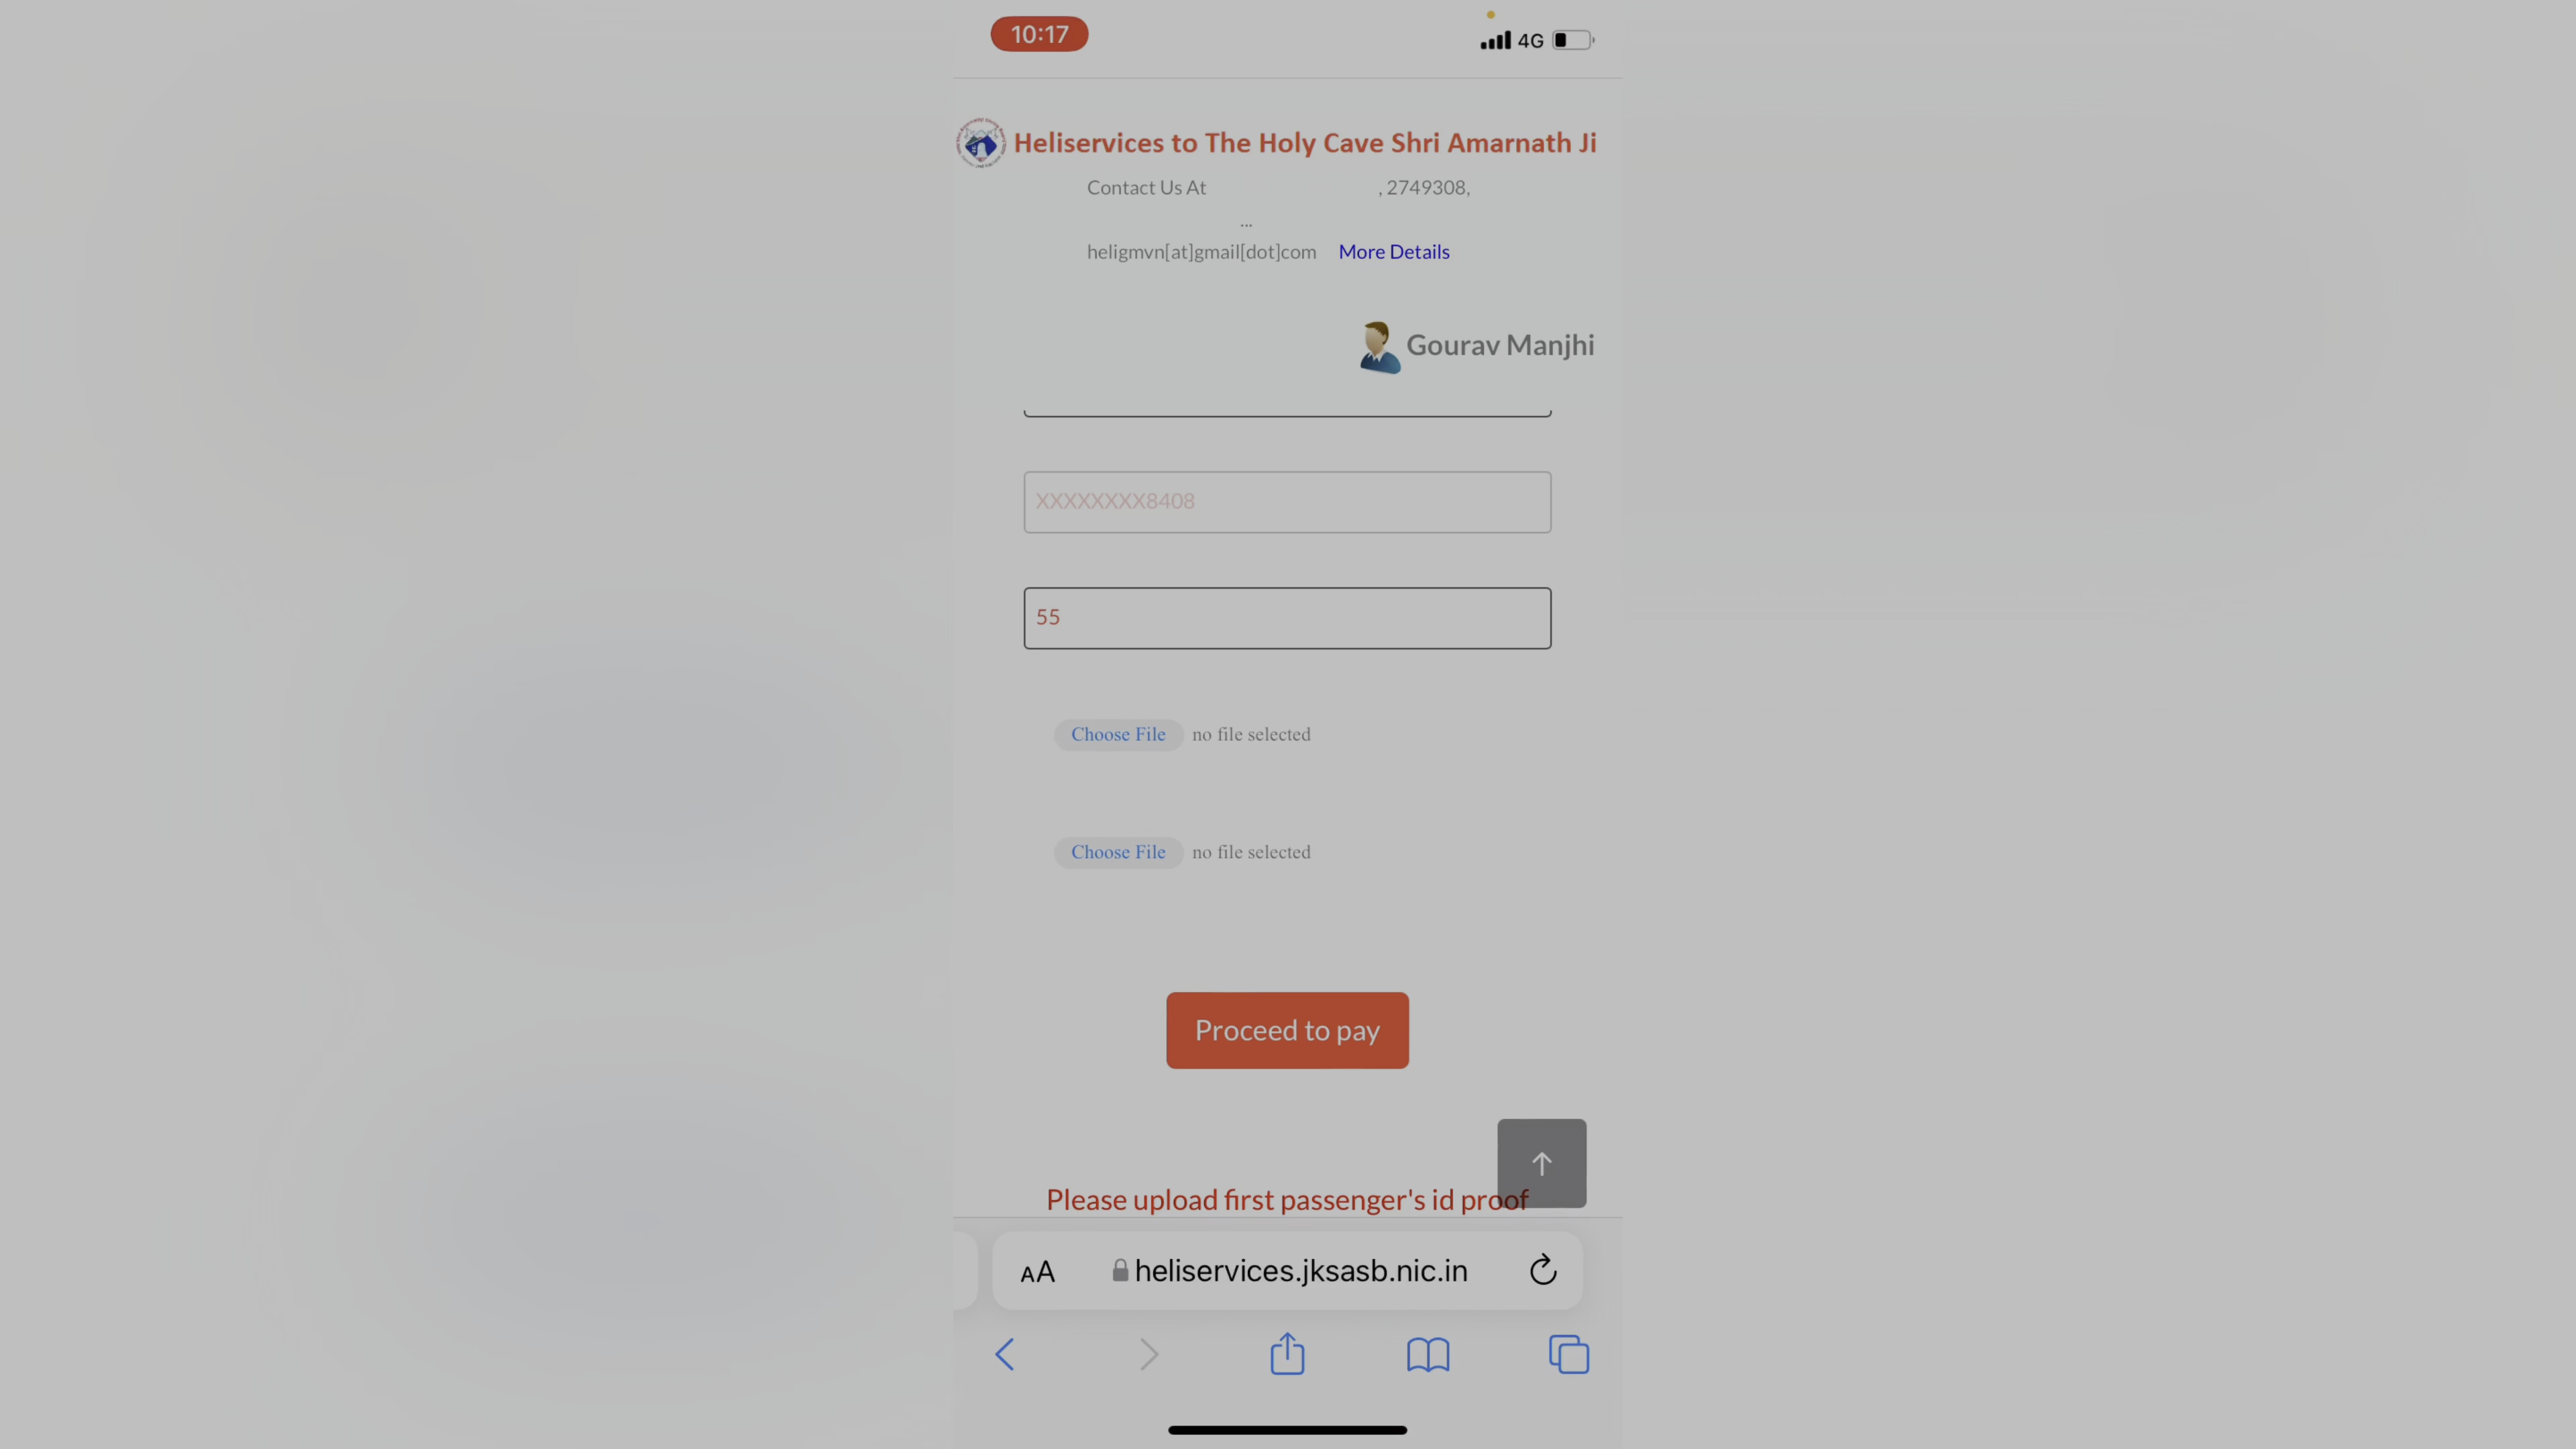 10:17
4G
Heliservices to The Holy Cave Shri Amarnath Ji
Contact Us At , 2749308,
...
heligmvn[at]gmail[dot]com More Details
Gourav Manjhi
XXXXXXXX8408
55
Choose File no file selected
Choose File no file selected
Proceed to pay
Please upload first passenger's id proof
AA heliservices.jksasb.nic.in